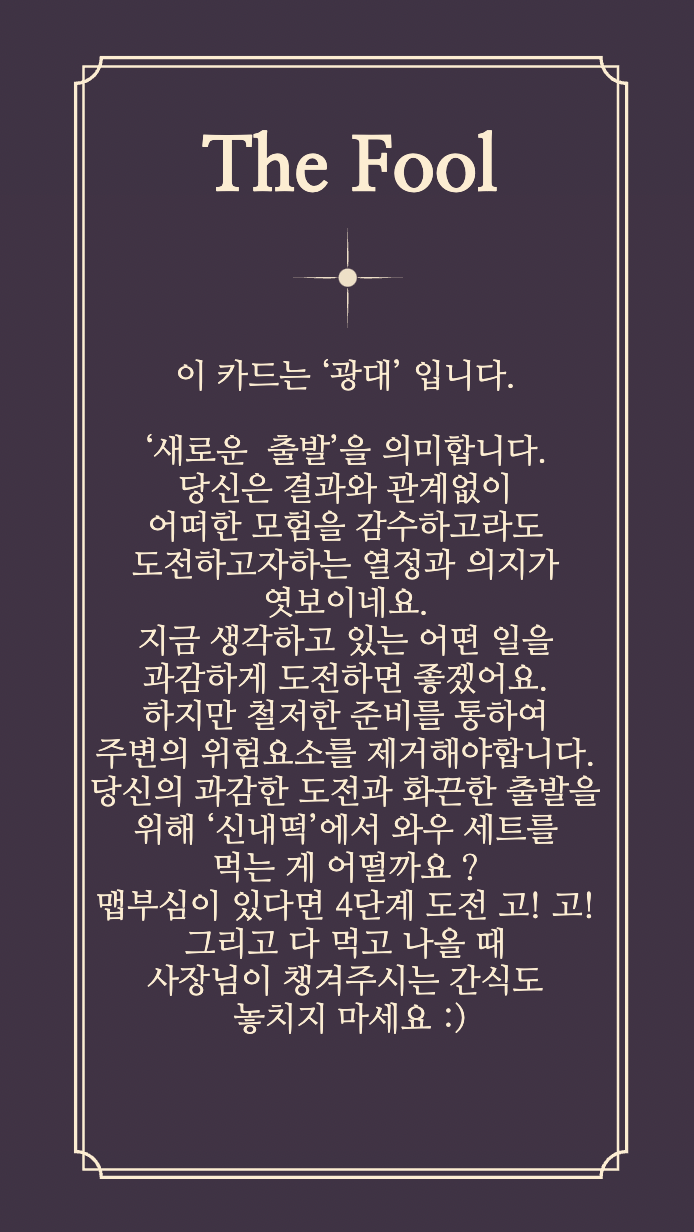 The Fool
이 카드는 ‘광대’ 입니다.
‘새로운  출발’을 의미합니다.
당신은 결과와 관계없이
어떠한 모험을 감수하고라도
도전하고자하는 열정과 의지가
엿보이네요.
지금 생각하고 있는 어떤 일을
과감하게 도전하면 좋겠어요.
하지만 철저한 준비를 통하여
주변의 위험요소를 제거해야합니다.
당신의 과감한 도전과 화끈한 출발을
위해 ‘신내떡’에서 와우 세트를
먹는 게 어떨까요 ?
맵부심이 있다면 4단계 도전 고! 고!
그리고 다 먹고 나올 때
사장님이 챙겨주시는 간식도
놓치지 마세요 :)